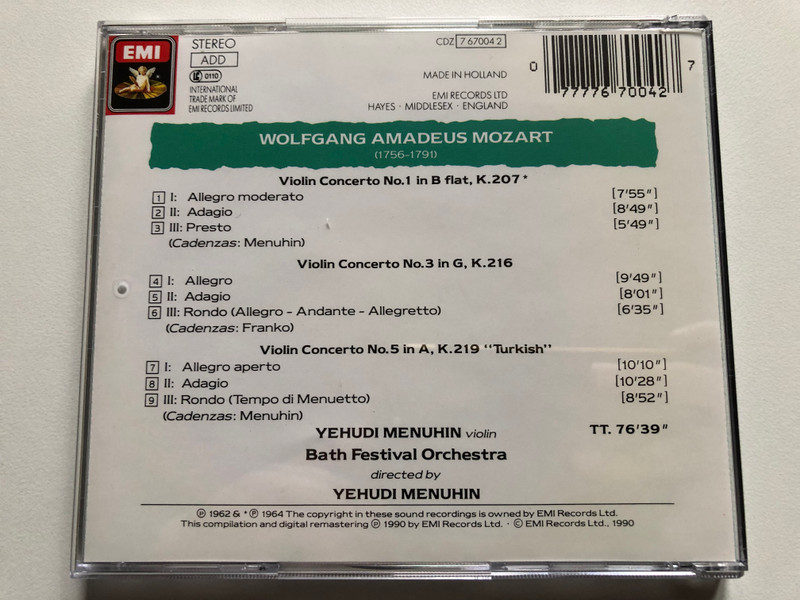 EMI
STEREO
ADD
0110
INTERNATIONAL
TRADE MARK OF
EMI RECORDS LIMITED
CDZ 7 67004 2
MADE IN HOLLAND
EMI RECORDS LTD
HAYES · MIDDLESEX · ENGLAND
0 77776 70042 7
WOLFGANG AMADEUS MOZART
(1756-1791)
Violin Concerto No.1 in B flat, K.207 *
1 I: Allegro moderato [7'55"]
2 II: Adagio [8'49"]
3 III: Presto [5'49"]
(Cadenzas: Menuhin)
Violin Concerto No.3 in G, K.216
4 I: Allegro [9'49"]
5 II: Adagio [8'01"]
6 III: Rondo (Allegro - Andante - Allegretto) [6'35"]
(Cadenzas: Franko)
Violin Concerto No.5 in A, K.219 "Turkish"
7 I: Allegro aperto [10'10"]
8 II: Adagio [10'28"]
9 III: Rondo (Tempo di Menuetto) [8'52"]
(Cadenzas: Menuhin)
YEHUDI MENUHIN violin TT. 76'39"
Bath Festival Orchestra
directed by
YEHUDI MENUHIN
℗ 1962 & * ℗ 1964 The copyright in these sound recordings is owned by EMI Records Ltd.
This compilation and digital remastering ℗ 1990 by EMI Records Ltd. · © EMI Records Ltd., 1990